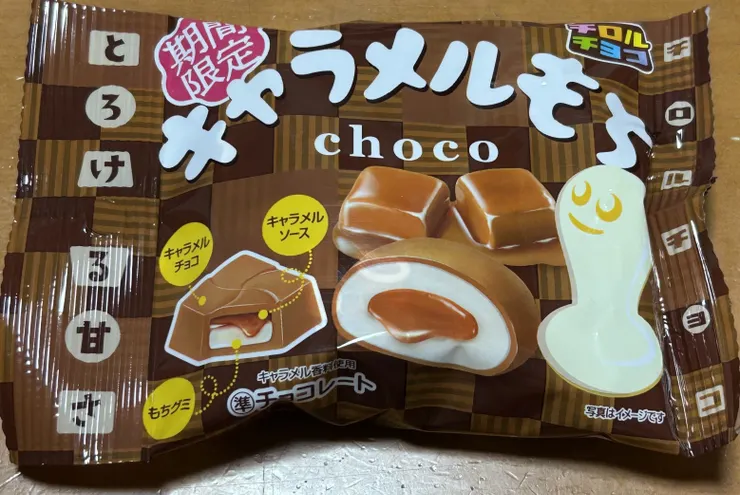 とろける甘さ
期間
限定
キャラメルもち
choco
チロル
チョコ
チロルチョコ
キャラメル
チョコ
キャラメル
ソース
もちグミ
キャラメル香料使用
準チョコレート
写真はイメージです